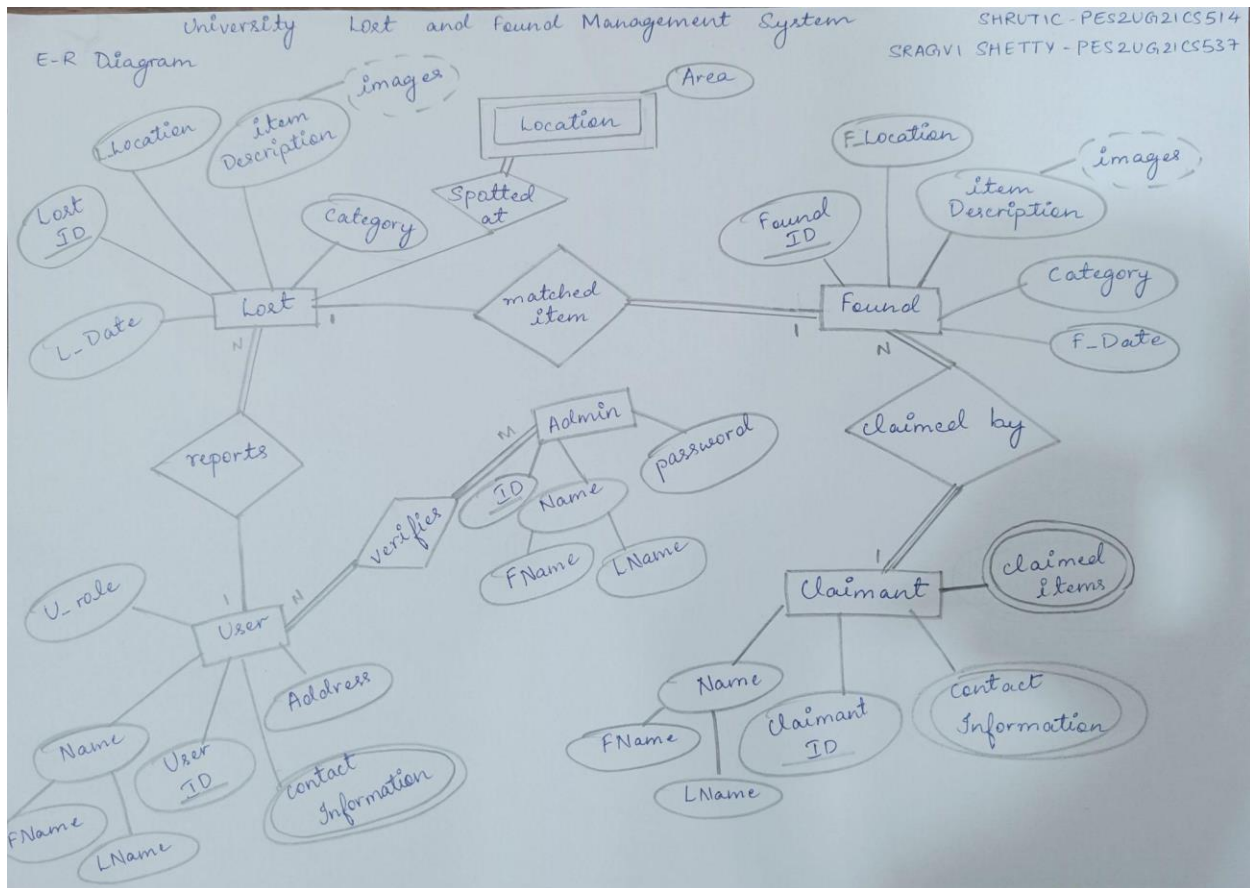 University Lost and Found Management System
SHRUTIC - PES2UG21CS514
E-R Diagram
SRAGVI SHETTY - PES2UG21CS537
images
Area
L_Location
item
Description
Location
F_Location
images
Lost
ID
Category
Spotted
at
Found
ID
item
Description
Category
L_Date
Lost
matched
item
Found
F_Date
1
1
N
N
Admin
password
claimed by
reports
M
ID
Name
verifies
FName
LName
U_role
1
N
User
1
Claimant
claimed
items
Address
Name
User
ID
contact
Information
FName
LName
Name
Claimant
ID
Contact
Information
FName
LName